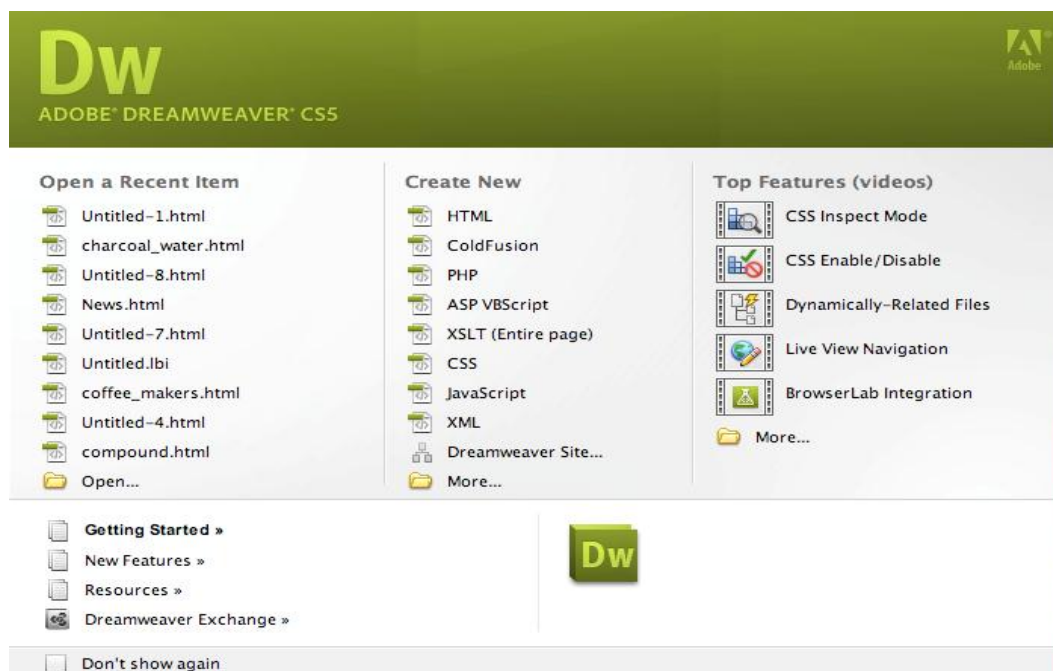 Dw
ADOBE® DREAMWEAVER® CS5
Adobe
Open a Recent Item
Untitled-1.html
charcoal_water.html
Untitled-8.html
News.html
Untitled-7.html
Untitled.lbi
coffee_makers.html
Untitled-4.html
compound.html
Open...
Create New
HTML
ColdFusion
PHP
ASP VBScript
XSLT (Entire page)
CSS
JavaScript
XML
Dreamweaver Site...
More...
Top Features (videos)
CSS Inspect Mode
CSS Enable/Disable
Dynamically-Related Files
Live View Navigation
BrowserLab Integration
More...
Getting Started »
New Features »
Resources »
Dreamweaver Exchange »
Dw
Don't show again